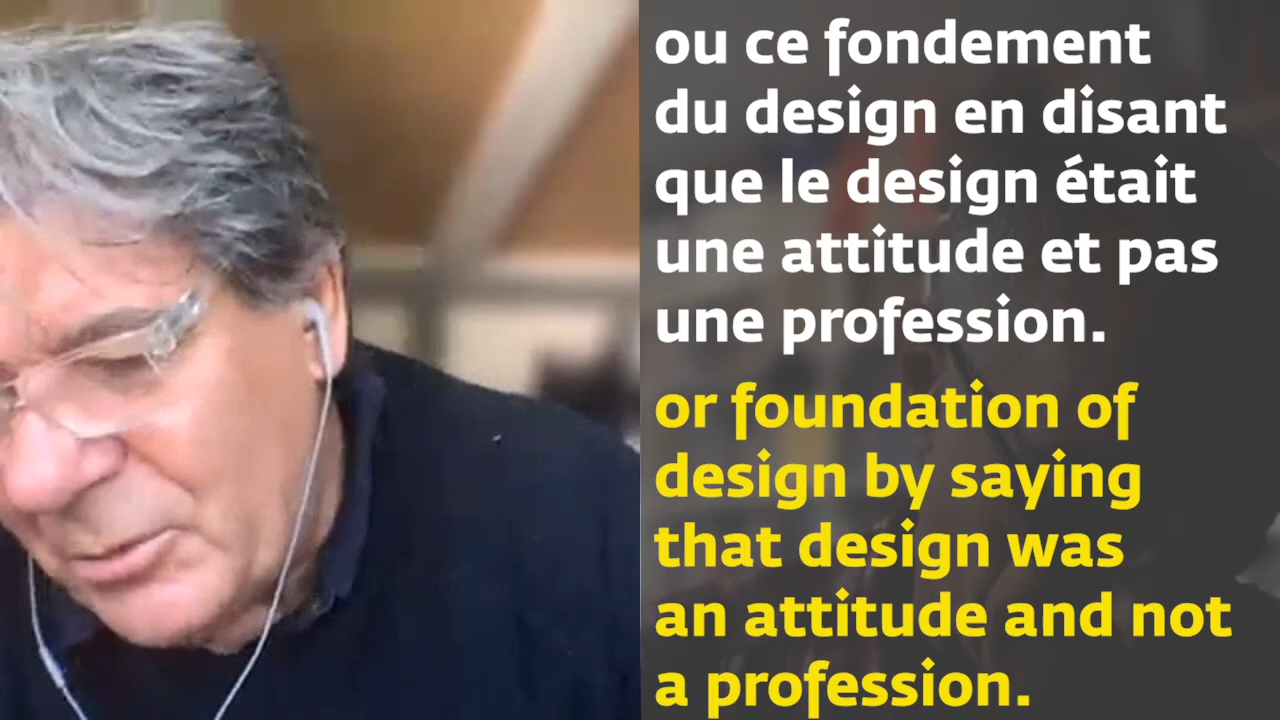 ou ce fondement
du design en disant
que le design était
une attitude et pas
une profession.
or foundation of
design by saying
that design was
an attitude and not
a profession.